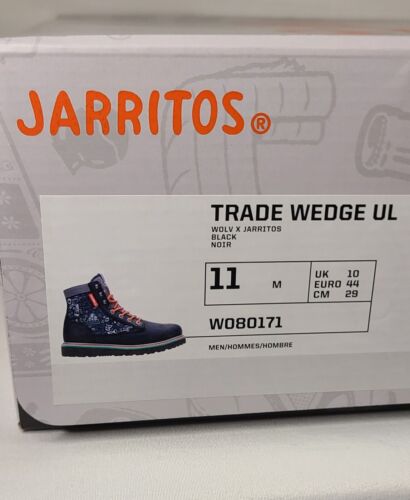 JARRITOS®
TRADE WEDGE UL
WOLV X JARRITOS
BLACK
NOIR
11 M
UK 10
EURO 44
CM 29
W080171
MEN/HOMMES/HOMBRE